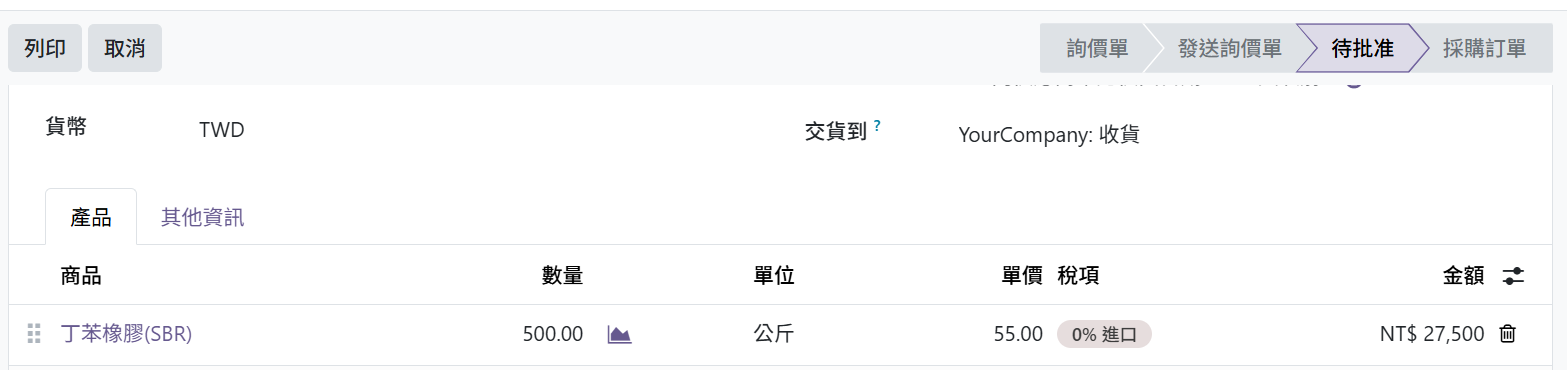 列印 取消 詢價單 發送詢價單 待批准 採購訂單
貨幣 TWD 交貨到 ? YourCompany: 收貨
產品 其他資訊
商品 數量 單位 單價 稅項 金額
丁苯橡膠(SBR) 500.00 公斤 55.00 0% 進口 NT$ 27,500